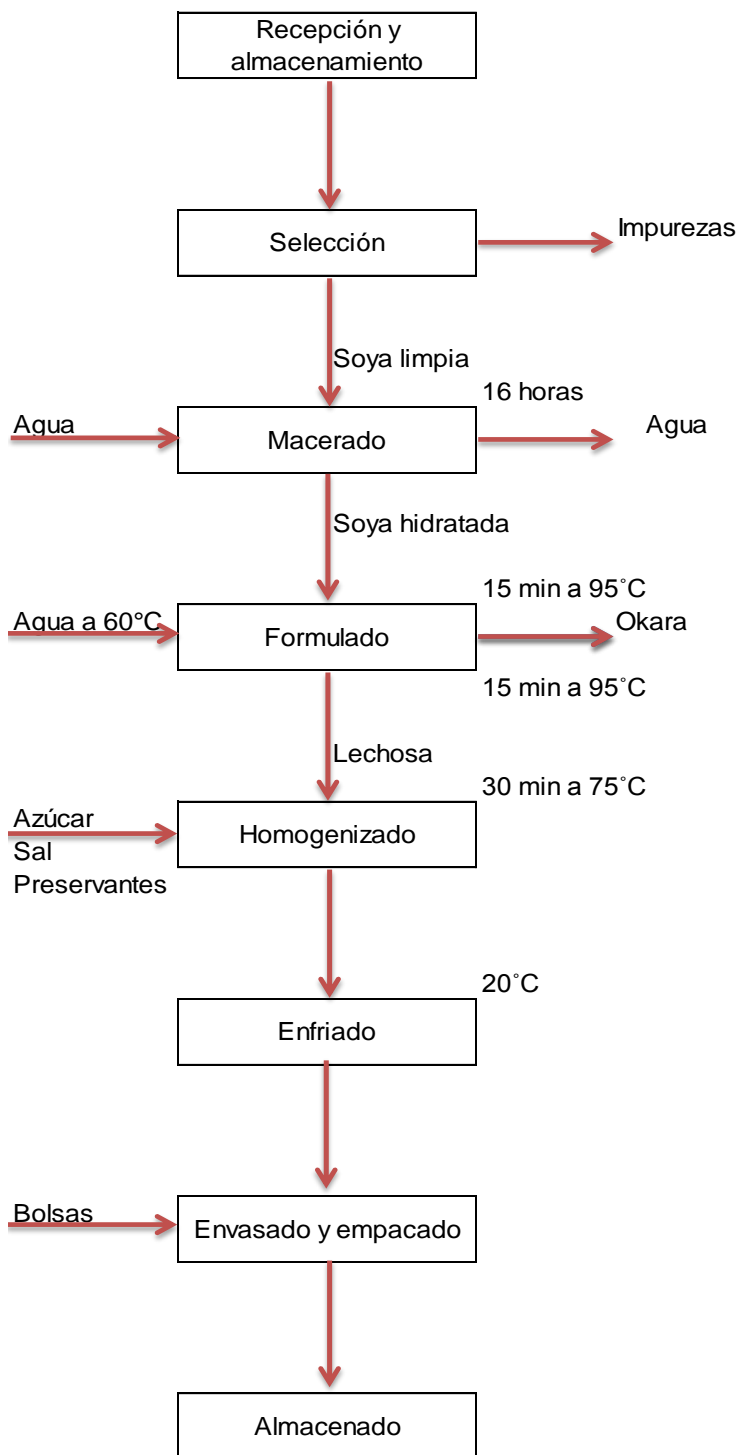 Recepción y
almacenamiento
Selección
Impurezas
Soya limpia
16 horas
Agua
Macerado
Agua
Soya hidratada
15 min a 95˚C
Agua a 60°C
Formulado
Okara
15 min a 95˚C
Lechosa
30 min a 75˚C
Azúcar
Sal
Preservantes
Homogenizado
20˚C
Enfriado
Bolsas
Envasado y empacado
Almacenado